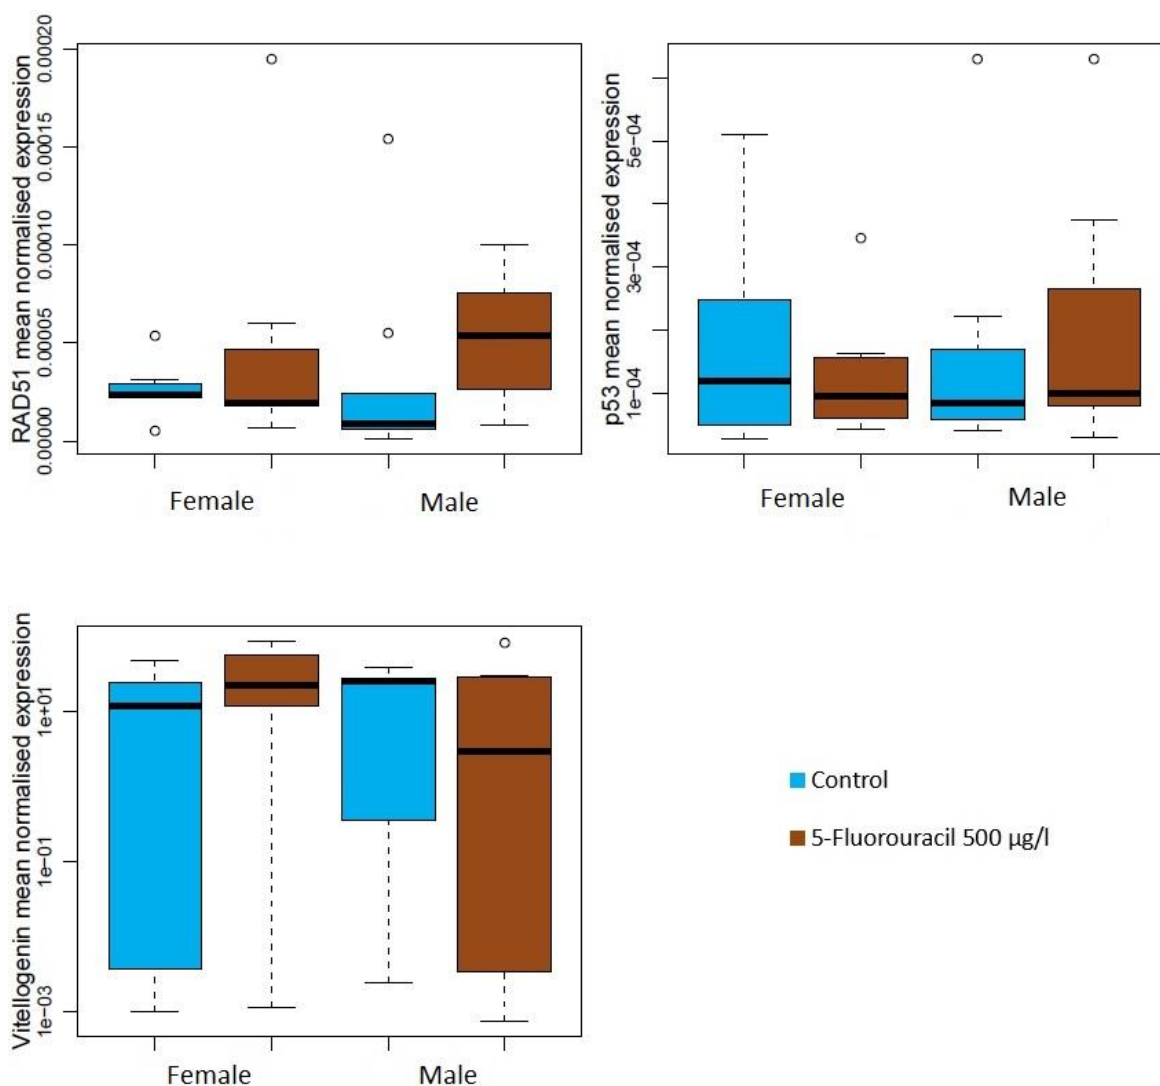 RAD51 mean normalised expression
0.00020
0.00015
0.00010
0.00005
0.00000
Female
Male
p53 mean normalised expression
5e-04
3e-04
1e-04
Female
Male
Vitellogenin mean normalised expression
1e+01
1e-01
1e-03
Female
Male
Control
5-Fluorouracil 500 µg/l